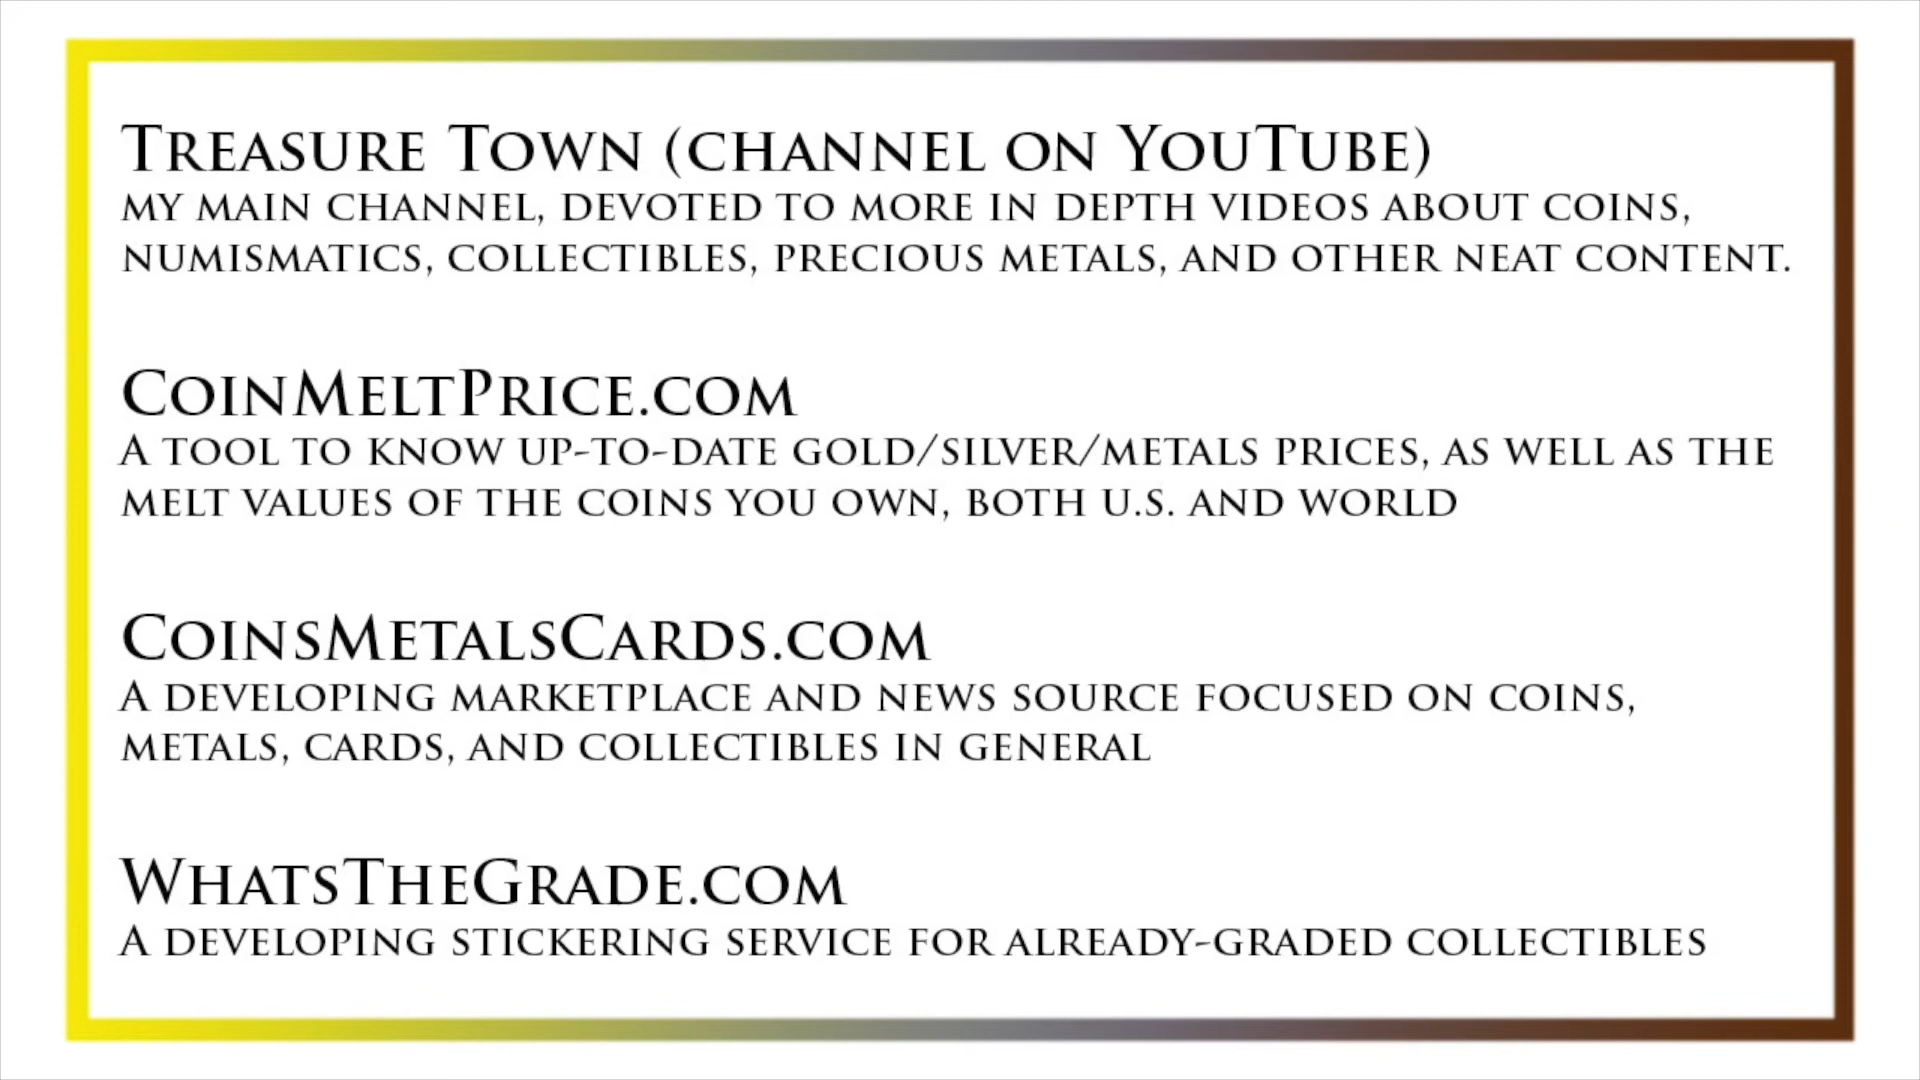 Treasure Town (channel on YouTube)
my main channel, devoted to more in depth videos about coins,
numismatics, collectibles, precious metals, and other neat content.
CoinMeltPrice.com
A tool to know up-to-date gold/silver/metals prices, as well as the
melt values of the coins you own, both U.S. and world
CoinsMetalsCards.com
A developing marketplace and news source focused on coins,
metals, cards, and collectibles in general
WhatsTheGrade.com
A developing stickering service for already-graded collectibles